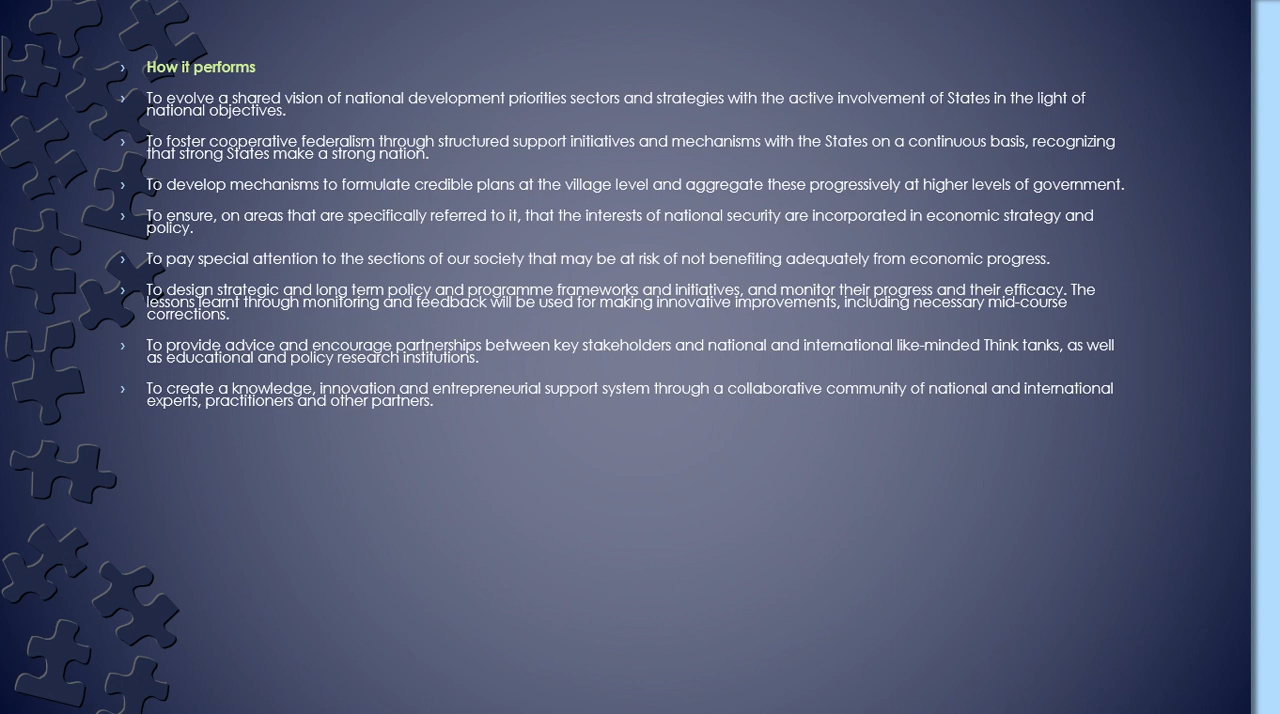 › How it performs
› To evolve a shared vision of national development priorities sectors and strategies with the active involvement of States in the light of
national objectives.
› To foster cooperative federalism through structured support initiatives and mechanisms with the States on a continuous basis, recognizing
that strong States make a strong nation.
› To develop mechanisms to formulate credible plans at the village level and aggregate these progressively at higher levels of government.
› To ensure, on areas that are specifically referred to it, that the interests of national security are incorporated in economic strategy and
policy.
› To pay special attention to the sections of our society that may be at risk of not benefiting adequately from economic progress.
› To design strategic and long term policy and programme frameworks and initiatives, and monitor their progress and their efficacy. The
lessons learnt through monitoring and feedback will be used for making innovative improvements, including necessary mid-course
corrections.
› To provide advice and encourage partnerships between key stakeholders and national and international like-minded Think tanks, as well
as educational and policy research institutions.
› To create a knowledge, innovation and entrepreneurial support system through a collaborative community of national and international
experts, practitioners and other partners.